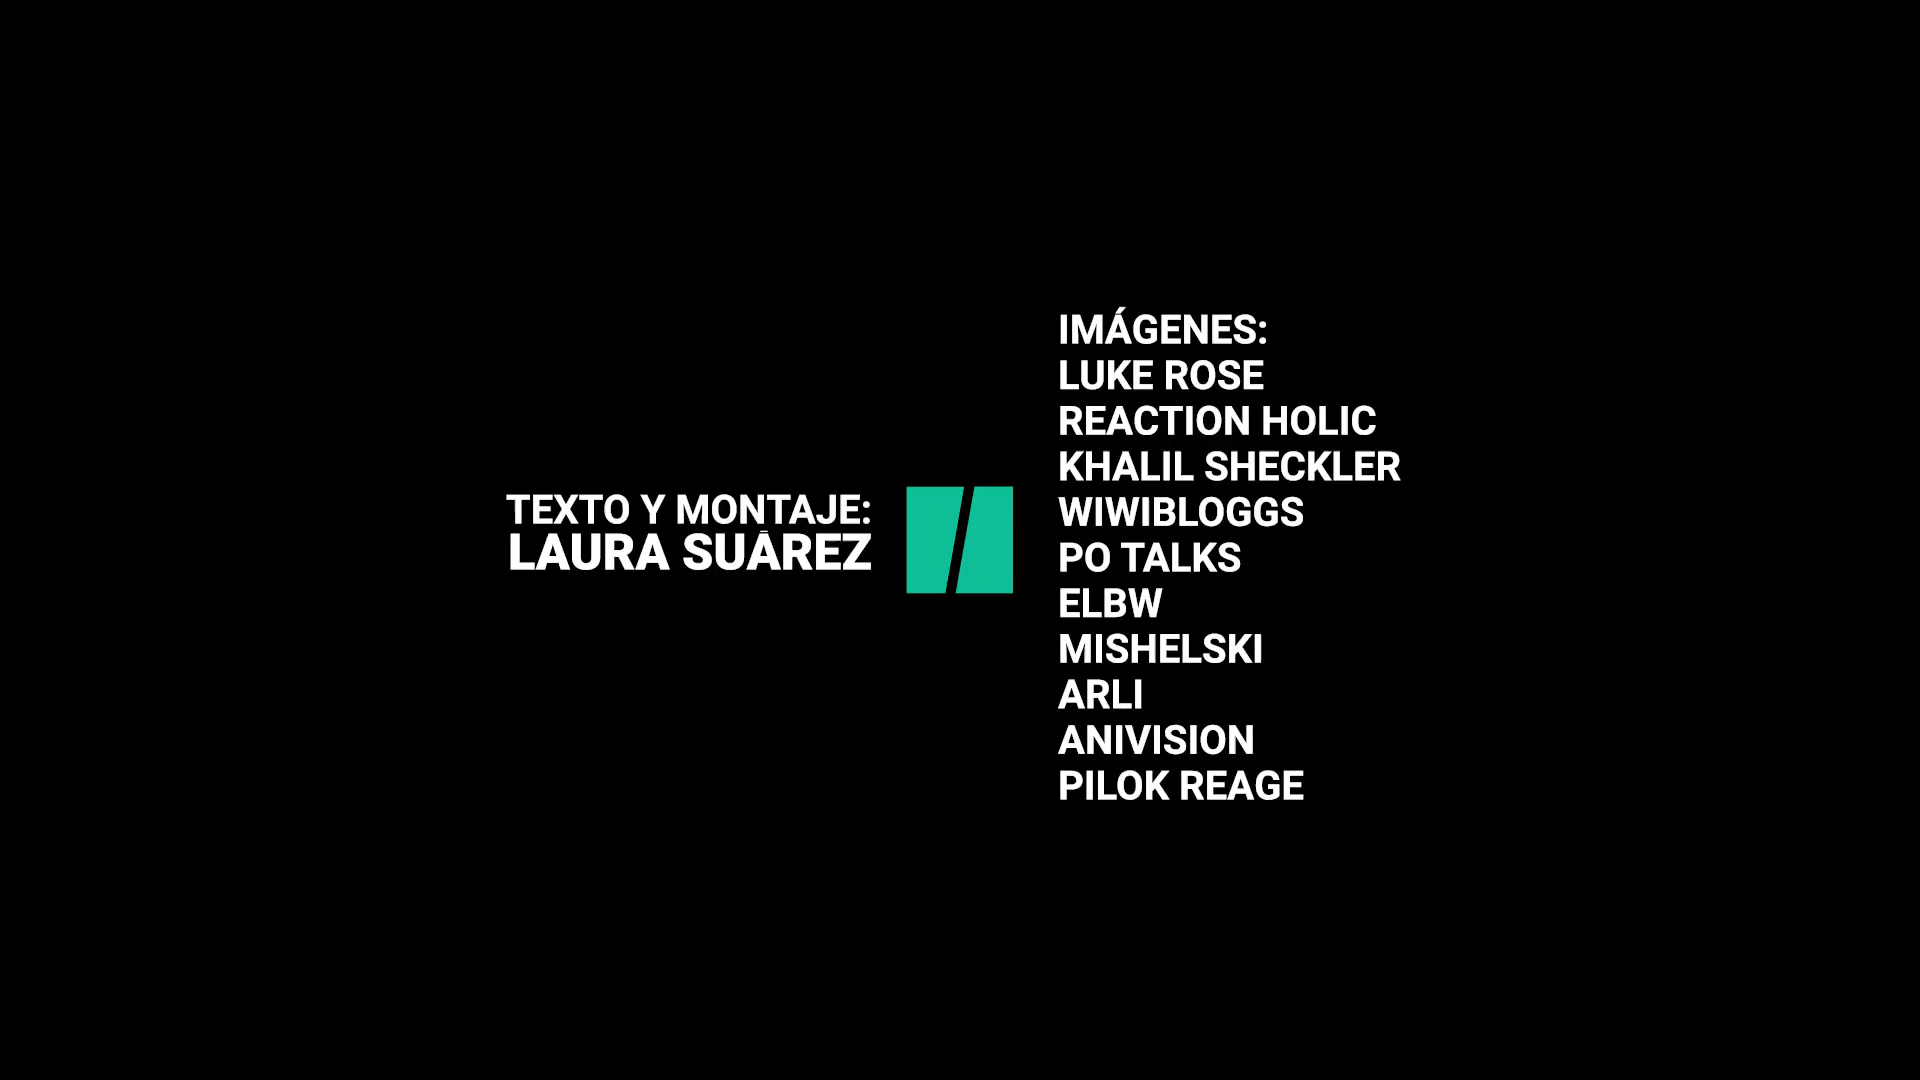 TEXTO Y MONTAJE:
LAURA SUÁREZ
IMÁGENES:
LUKE ROSE
REACTION HOLIC
KHALIL SHECKLER
WIWIBLOGGS
PO TALKS
ELBW
MISHELSKI
ARLI
ANIVISION
PILOK REAGE